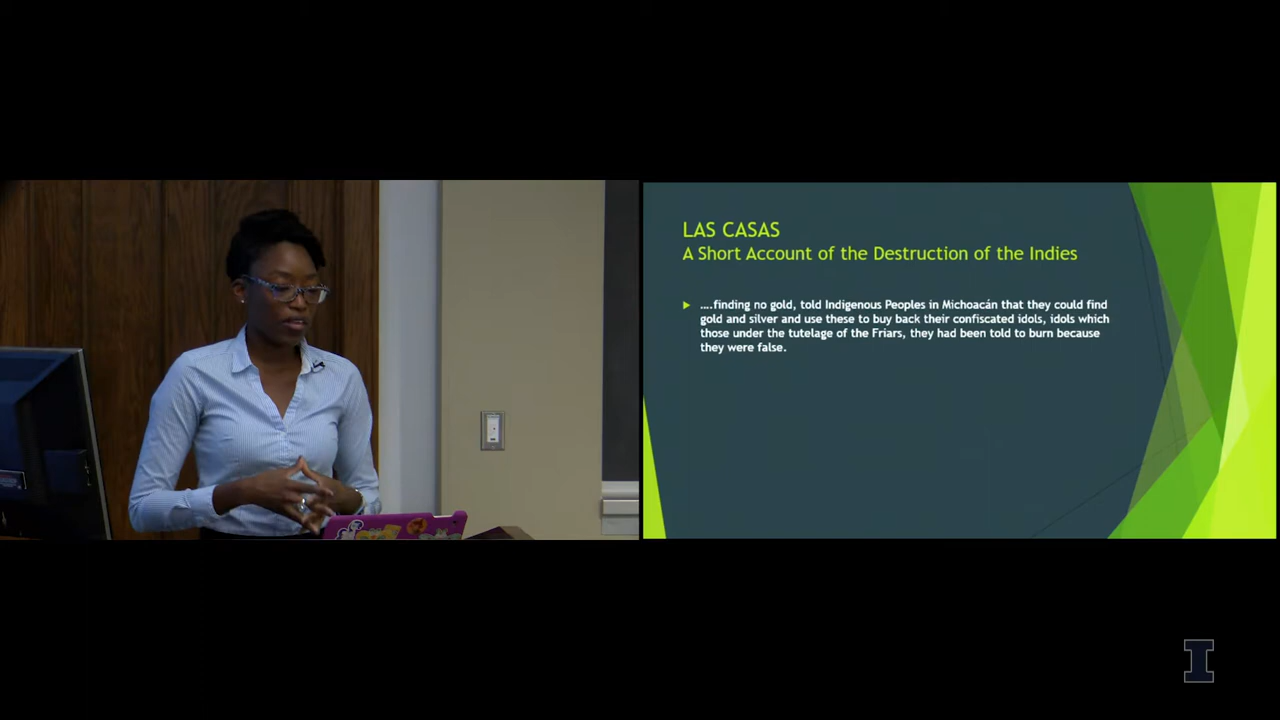 LAS CASAS
A Short Account of the Destruction of the Indies
....finding no gold, told Indigenous Peoples in Michoacán that they could find
gold and silver and use these to buy back their confiscated idols, idols which
those under the tutelage of the Friars, they had been told to burn because
they were false.
I